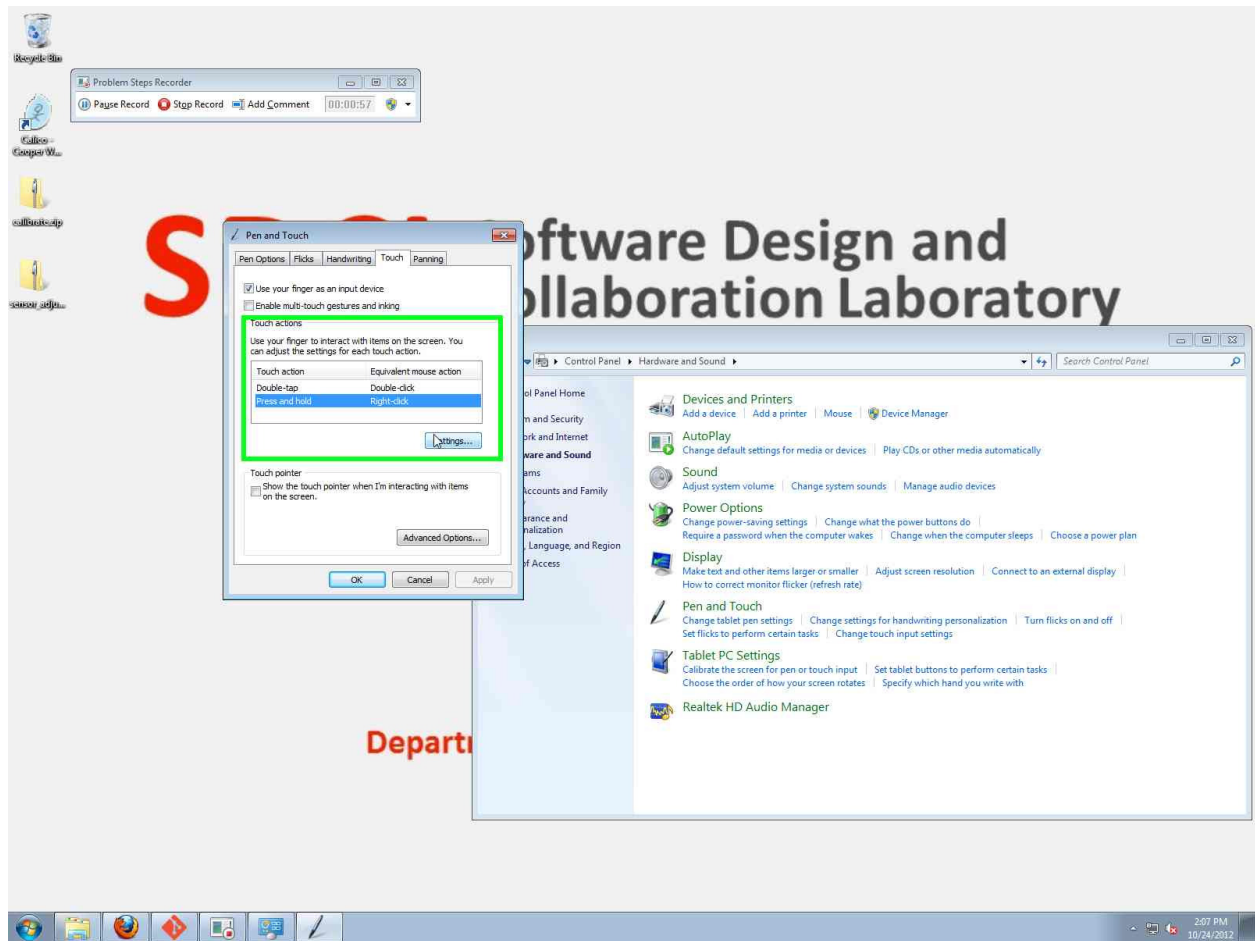 Recycle Bin
Problem Steps Recorder
Pause Record Stop Record Add Comment 00:00:57
Calico -
Cooper W...
calibrate.zip
sensor_adju...
Software Design and
Collaboration Laboratory
Pen and Touch
Pen Options Flicks Handwriting Touch Panning
Use your finger as an input device
Enable multi-touch gestures and inking
Touch actions
Use your finger to interact with items on the screen. You
can adjust the settings for each touch action.
Touch action Equivalent mouse action
Double-tap Double-click
Press and hold Right-click
Settings...
Touch pointer
Show the touch pointer when I'm interacting with items
on the screen.
Advanced Options...
OK Cancel Apply
Control Panel Hardware and Sound Search Control Panel
ol Panel Home
m and Security
ork and Internet
ware and Sound
ams
Accounts and Family
arance and
nalization
, Language, and Region
of Access
Devices and Printers
Add a device Add a printer Mouse Device Manager
AutoPlay
Change default settings for media or devices Play CDs or other media automatically
Sound
Adjust system volume Change system sounds Manage audio devices
Power Options
Change power-saving settings Change what the power buttons do
Require a password when the computer wakes Change when the computer sleeps Choose a power plan
Display
Make text and other items larger or smaller Adjust screen resolution Connect to an external display
How to correct monitor flicker (refresh rate)
Pen and Touch
Change tablet pen settings Change settings for handwriting personalization Turn flicks on and off
Set flicks to perform certain tasks Change touch input settings
Tablet PC Settings
Calibrate the screen for pen or touch input Set tablet buttons to perform certain tasks
Choose the order of how your screen rotates Specify which hand you write with
Realtek HD Audio Manager
Depart
2:07 PM
10/24/2012